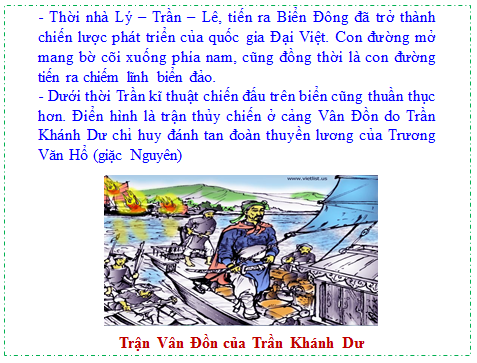 - Thời nhà Lý – Trần – Lê, tiến ra Biển Đông đã trở thành
chiến lược phát triển của quốc gia Đại Việt. Con đường mở
mang bờ cõi xuống phía nam, cũng đồng thời là con đường
tiến ra chiếm lĩnh biển đảo.
- Dưới thời Trần kĩ thuật chiến đấu trên biển cũng thuần thục
hơn. Điển hình là trận thủy chiến ở cảng Vân Đồn do Trần
Khánh Dư chỉ huy đánh tan đoàn thuyền lương của Trương
Văn Hổ (giặc Nguyên)
www.vietlist.us
Trận Vân Đồn của Trần Khánh Dư